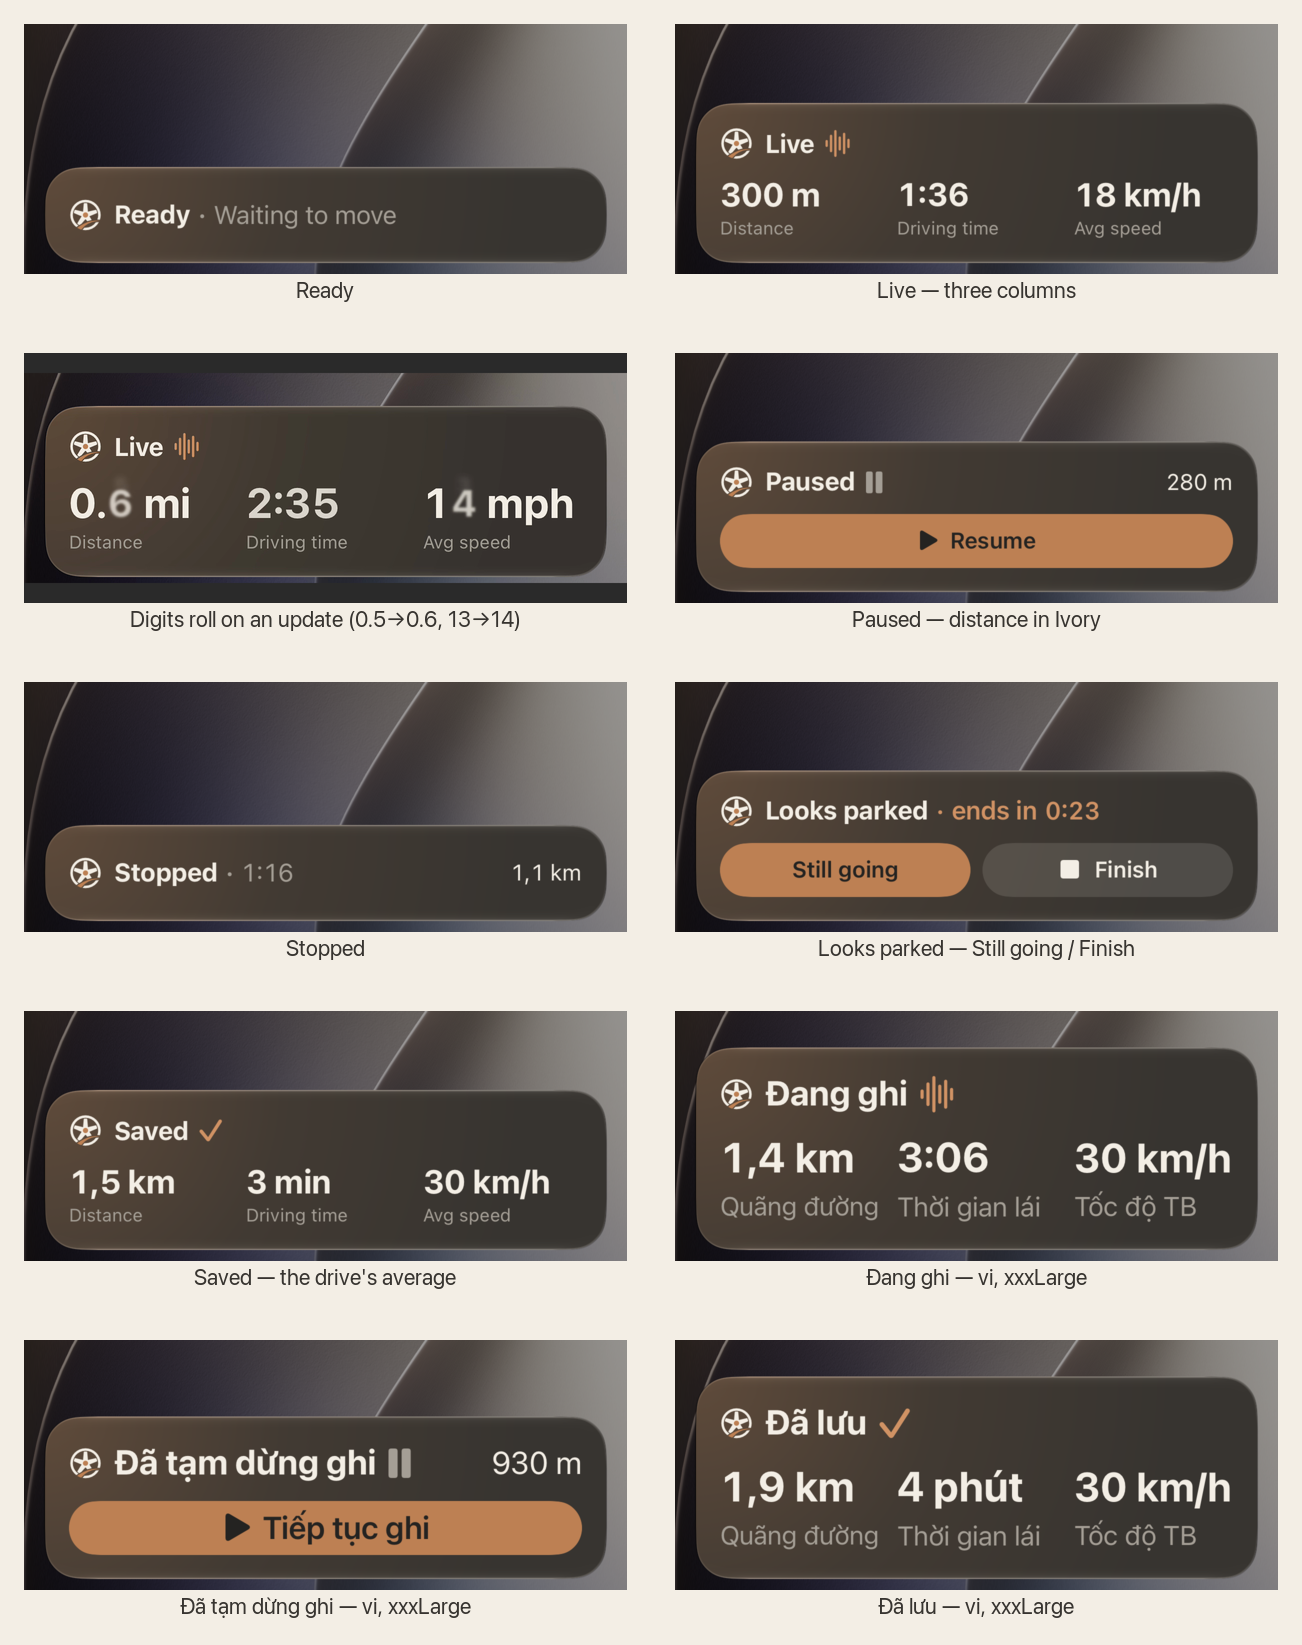 Ready · Waiting to move
Ready
Live
300 m 1:36 18 km/h
Distance Driving time Avg speed
Live — three columns
Live
0.6 mi 2:35 14 mph
Distance Driving time Avg speed
Digits roll on an update (0.5→0.6, 13→14)
Paused 280 m
Resume
Paused — distance in Ivory
Stopped · 1:16 1,1 km
Stopped
Looks parked · ends in 0:23
Still going Finish
Looks parked — Still going / Finish
Saved
1,5 km 3 min 30 km/h
Distance Driving time Avg speed
Saved — the drive's average
Đang ghi
1,4 km 3:06 30 km/h
Quãng đường Thời gian lái Tốc độ TB
Đang ghi — vi, xxxLarge
Đã tạm dừng ghi 930 m
Tiếp tục ghi
Đã tạm dừng ghi — vi, xxxLarge
Đã lưu
1,9 km 4 phút 30 km/h
Quãng đường Thời gian lái Tốc độ TB
Đã lưu — vi, xxxLarge